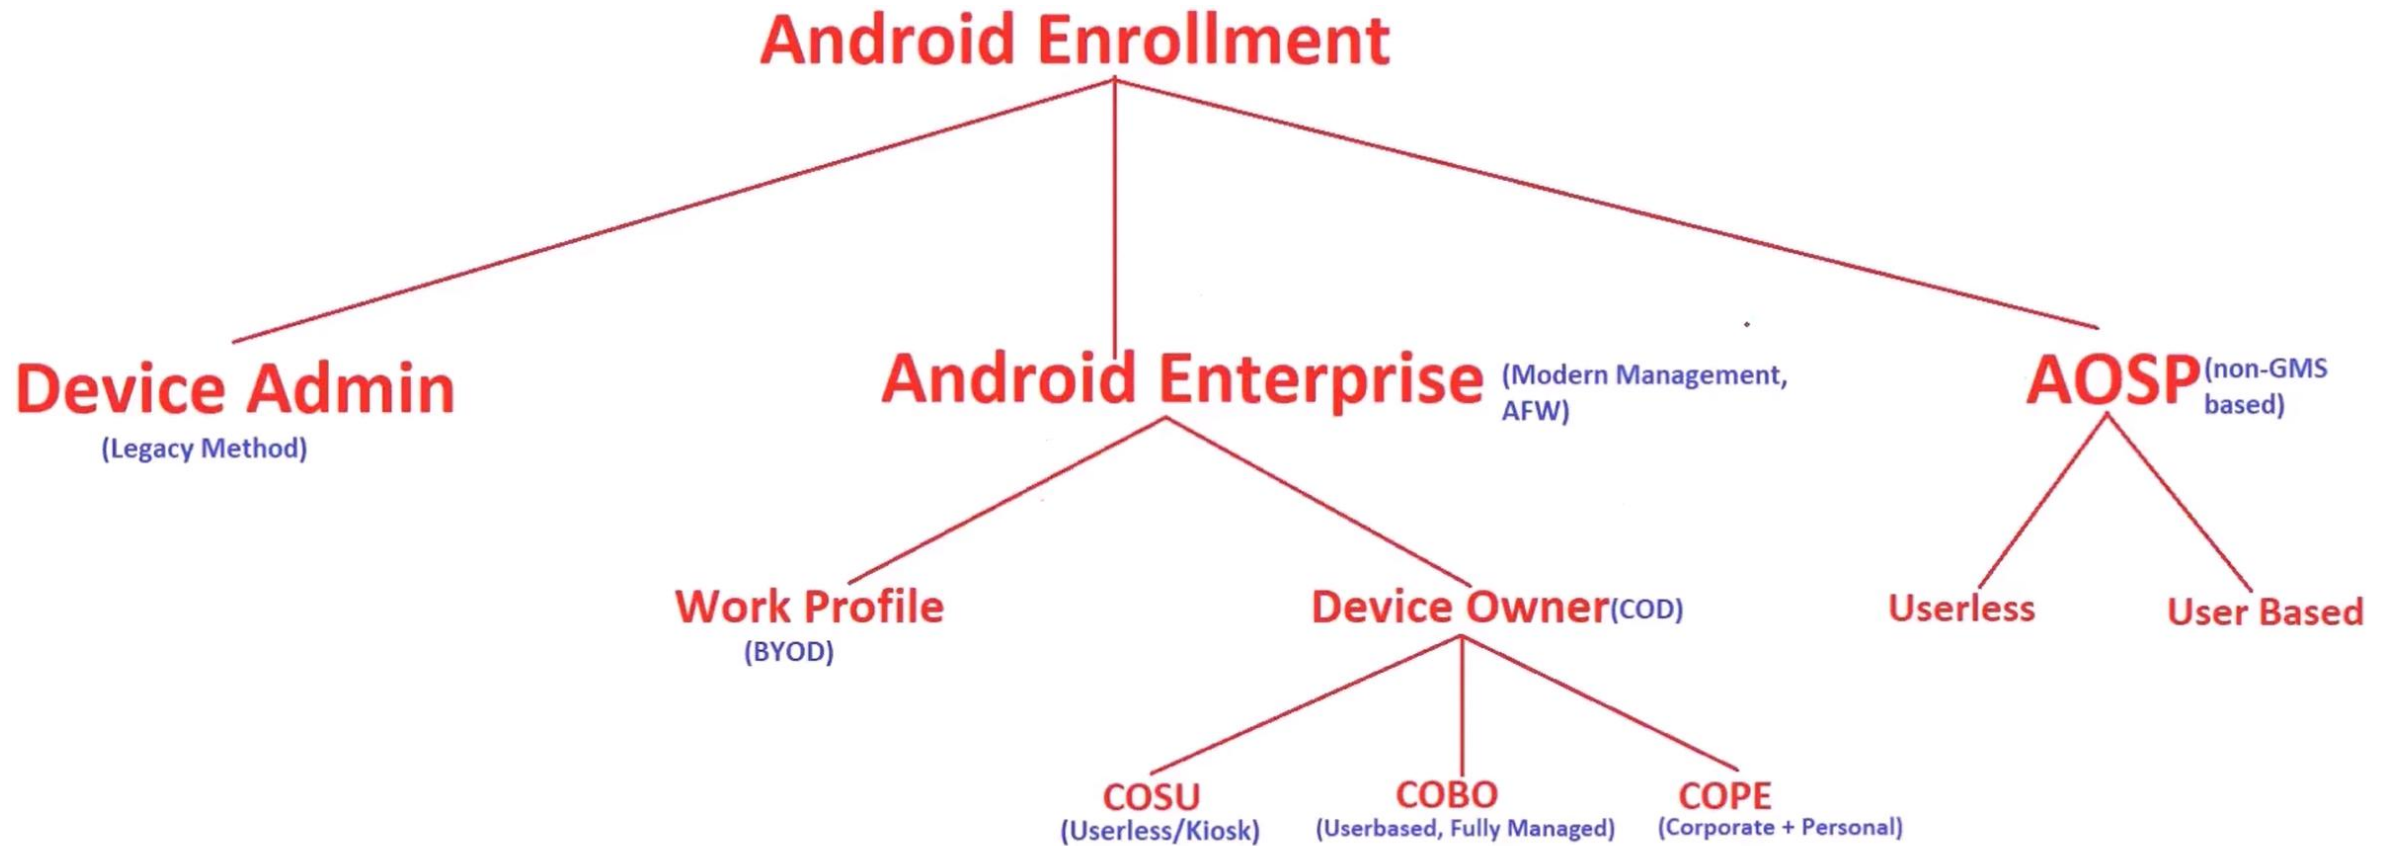 Android Enrollment
Device Admin
(Legacy Method)
Android Enterprise
(Modern Management,
AFW)
AOSP
(non-GMS
based)
Work Profile
(BYOD)
Device Owner(COD)
Userless
User Based
COSU
(Userless/Kiosk)
COBO
(Userbased, Fully Managed)
COPE
(Corporate + Personal)